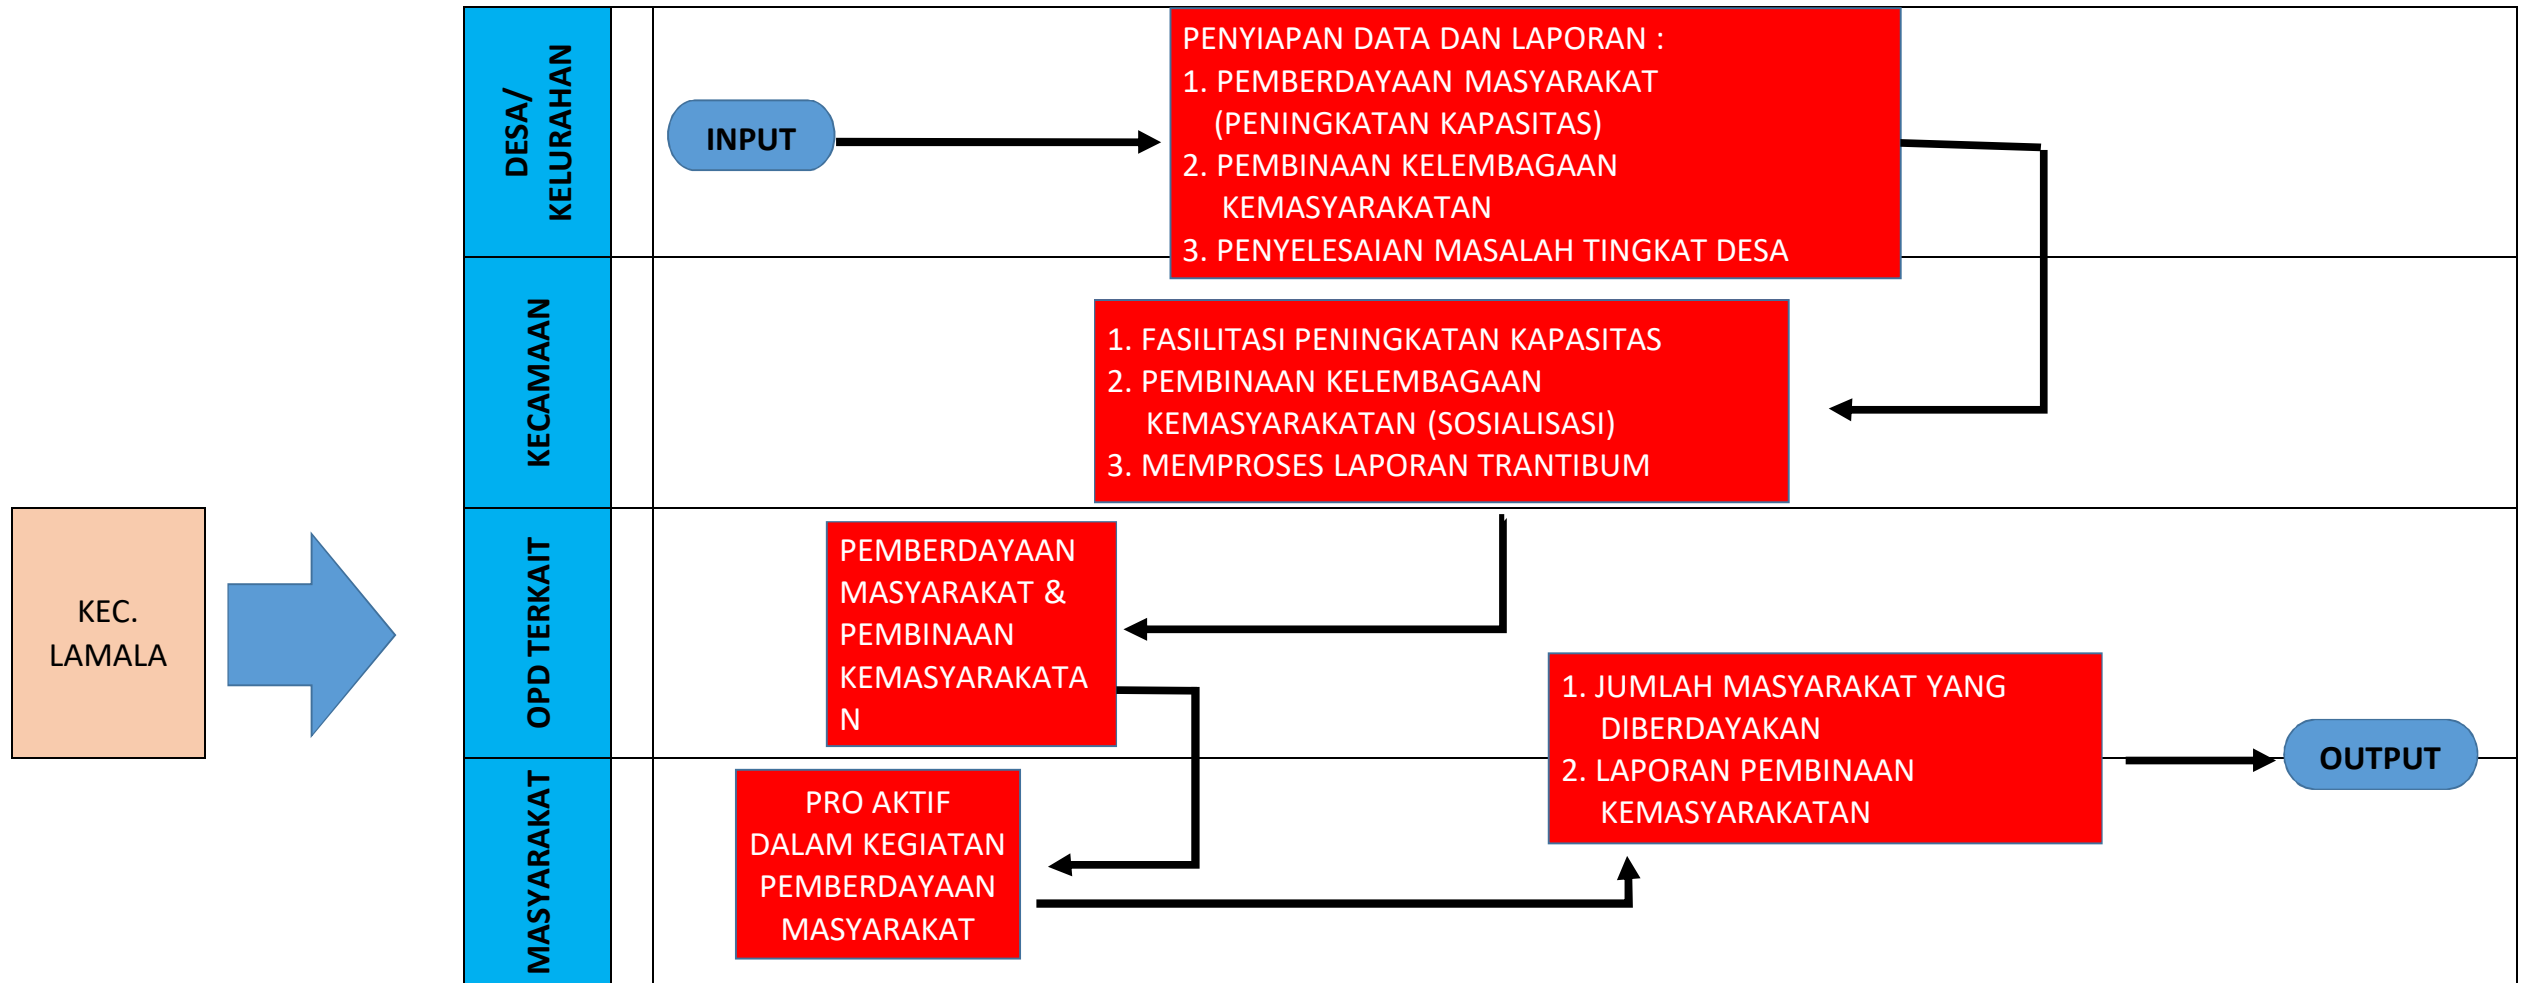 DESA/
KELURAHAN
INPUT
PENYIAPAN DATA DAN LAPORAN :
1. PEMBERDAYAAN MASYARAKAT
(PENINGKATAN KAPASITAS)
2. PEMBINAAN KELEMBAGAAN
KEMASYARAKATAN
3. PENYELESAIAN MASALAH TINGKAT DESA
KECAMAAN
1. FASILITASI PENINGKATAN KAPASITAS
2. PEMBINAAN KELEMBAGAAN
KEMASYARAKATAN (SOSIALISASI)
3. MEMPROSES LAPORAN TRANTIBUM
KEC.
LAMALA
OPD TERKAIT
PEMBERDAYAAN
MASYARAKAT &
PEMBINAAN
KEMASYARAKATA
N
1. JUMLAH MASYARAKAT YANG
DIBERDAYAKAN
2. LAPORAN PEMBINAAN
KEMASYARAKATAN
OUTPUT
MASYARAKAT
PRO AKTIF
DALAM KEGIATAN
PEMBERDAYAAN
MASYARAKAT